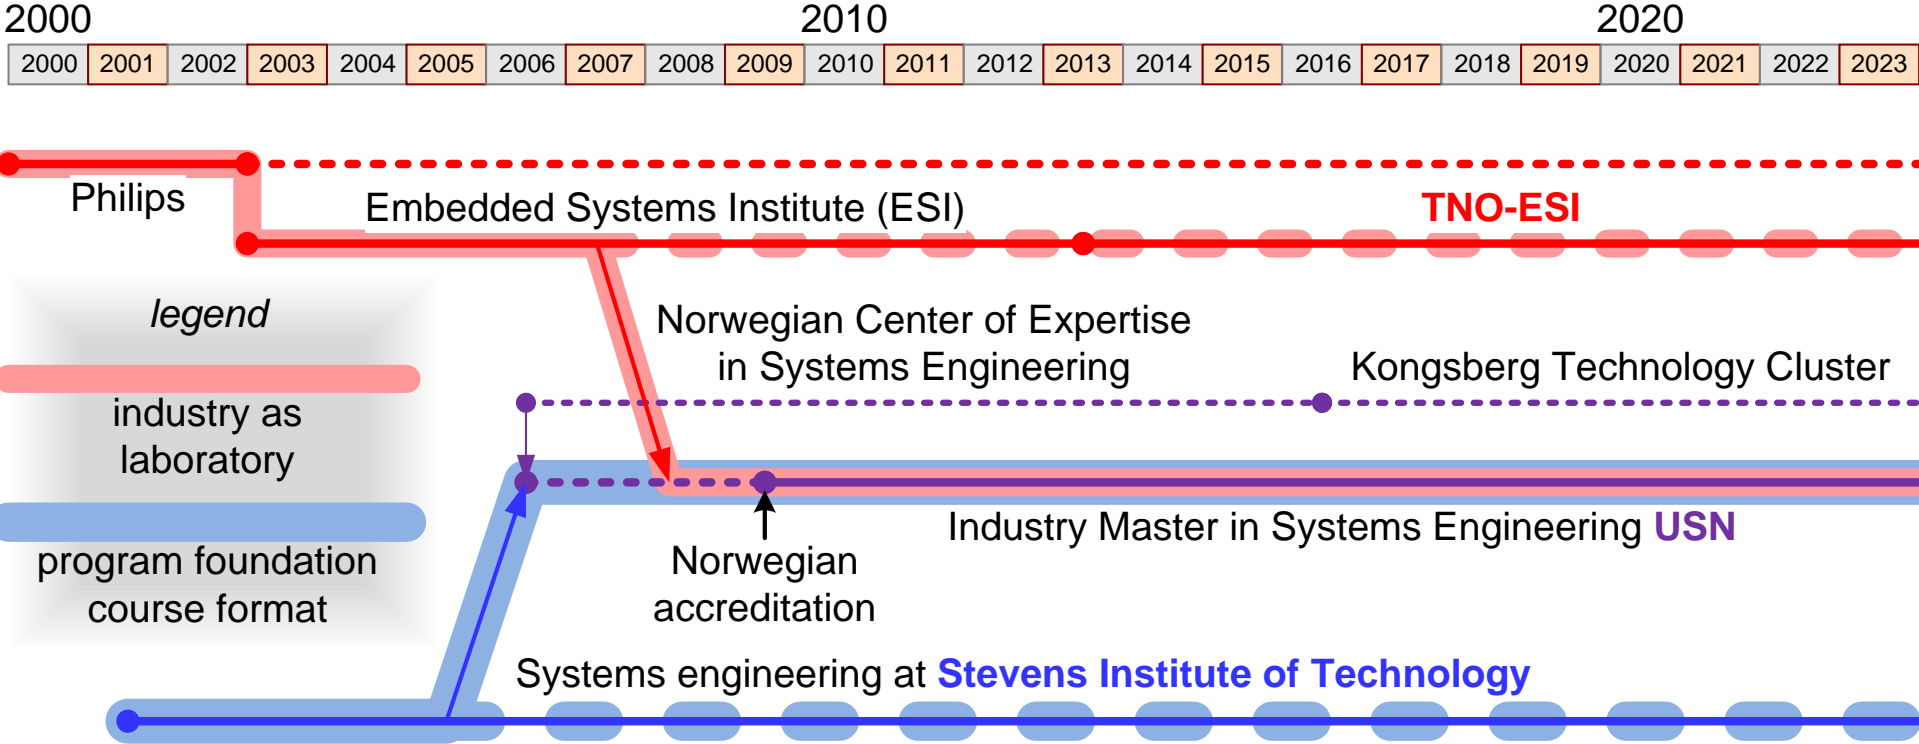 2000 2010 2020
2000 2001 2002 2003 2004 2005 2006 2007 2008 2009 2010 2011 2012 2013 2014 2015 2016 2017 2018 2019 2020 2021 2022 2023
Philips
Embedded Systems Institute (ESI)
TNO-ESI
legend
industry as
laboratory
program foundation
course format
Norwegian Center of Expertise
in Systems Engineering
Kongsberg Technology Cluster
Industry Master in Systems Engineering USN
Norwegian
accreditation
Systems engineering at Stevens Institute of Technology